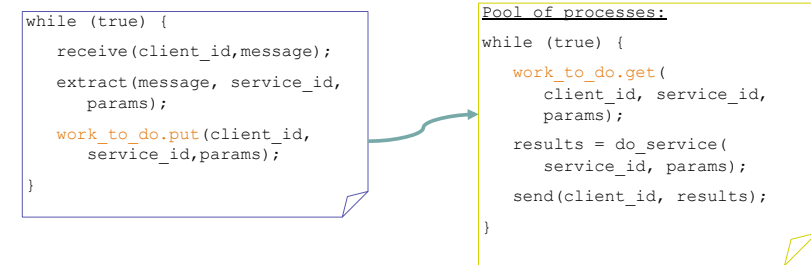 while (true) {
receive(client_id,message);
extract(message, service_id,
params);
work_to_do.put(client_id,
service_id,params);
}
Pool of processes:
while (true) {
work_to_do.get(
client_id, service_id,
params);
results = do_service(
service_id, params);
send(client_id, results);
}